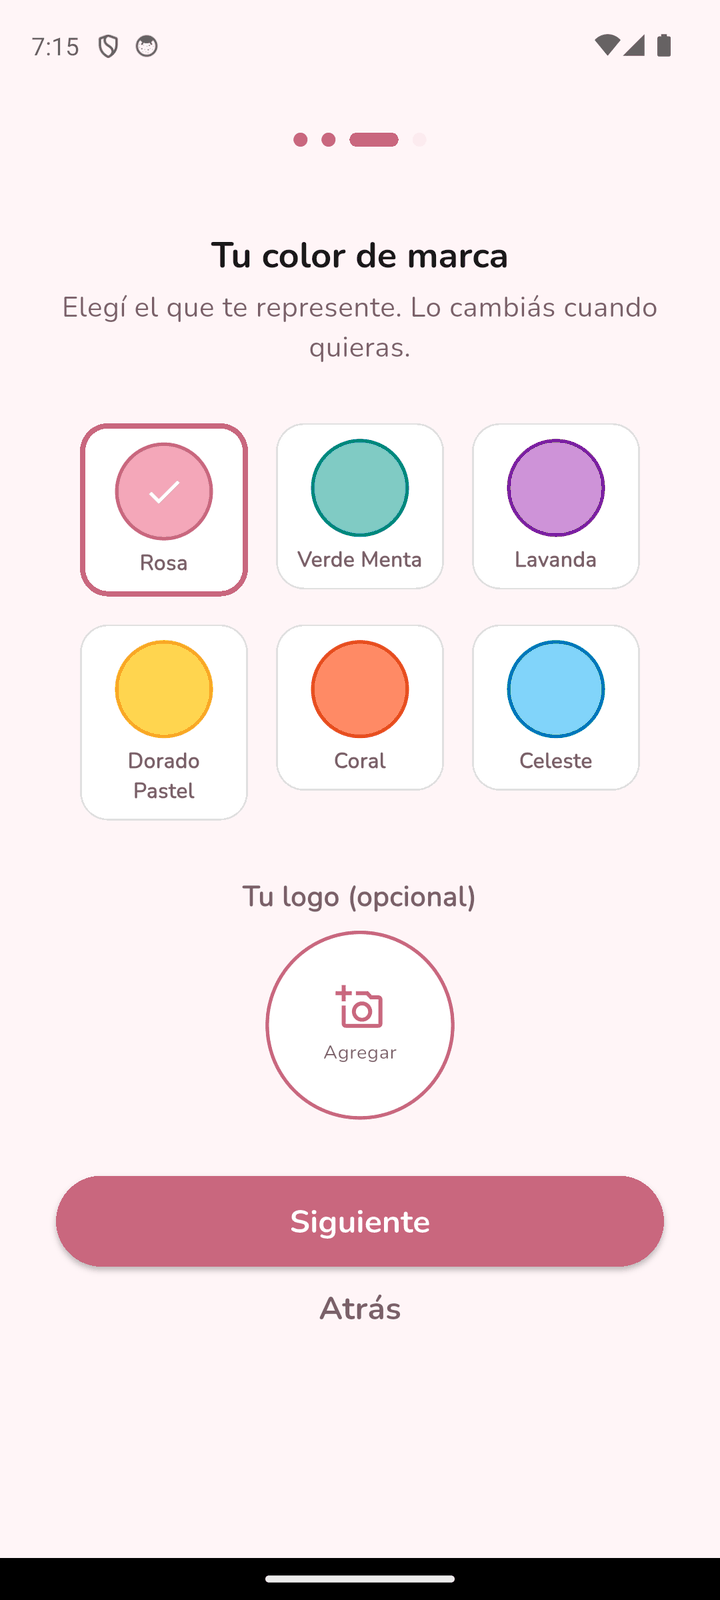 7:15
Tu color de marca
Elegí el que te represente. Lo cambiás cuando
quieras.
Rosa
Verde Menta
Lavanda
Dorado
Pastel
Coral
Celeste
Tu logo (opcional)
Agregar
Siguiente
Atrás